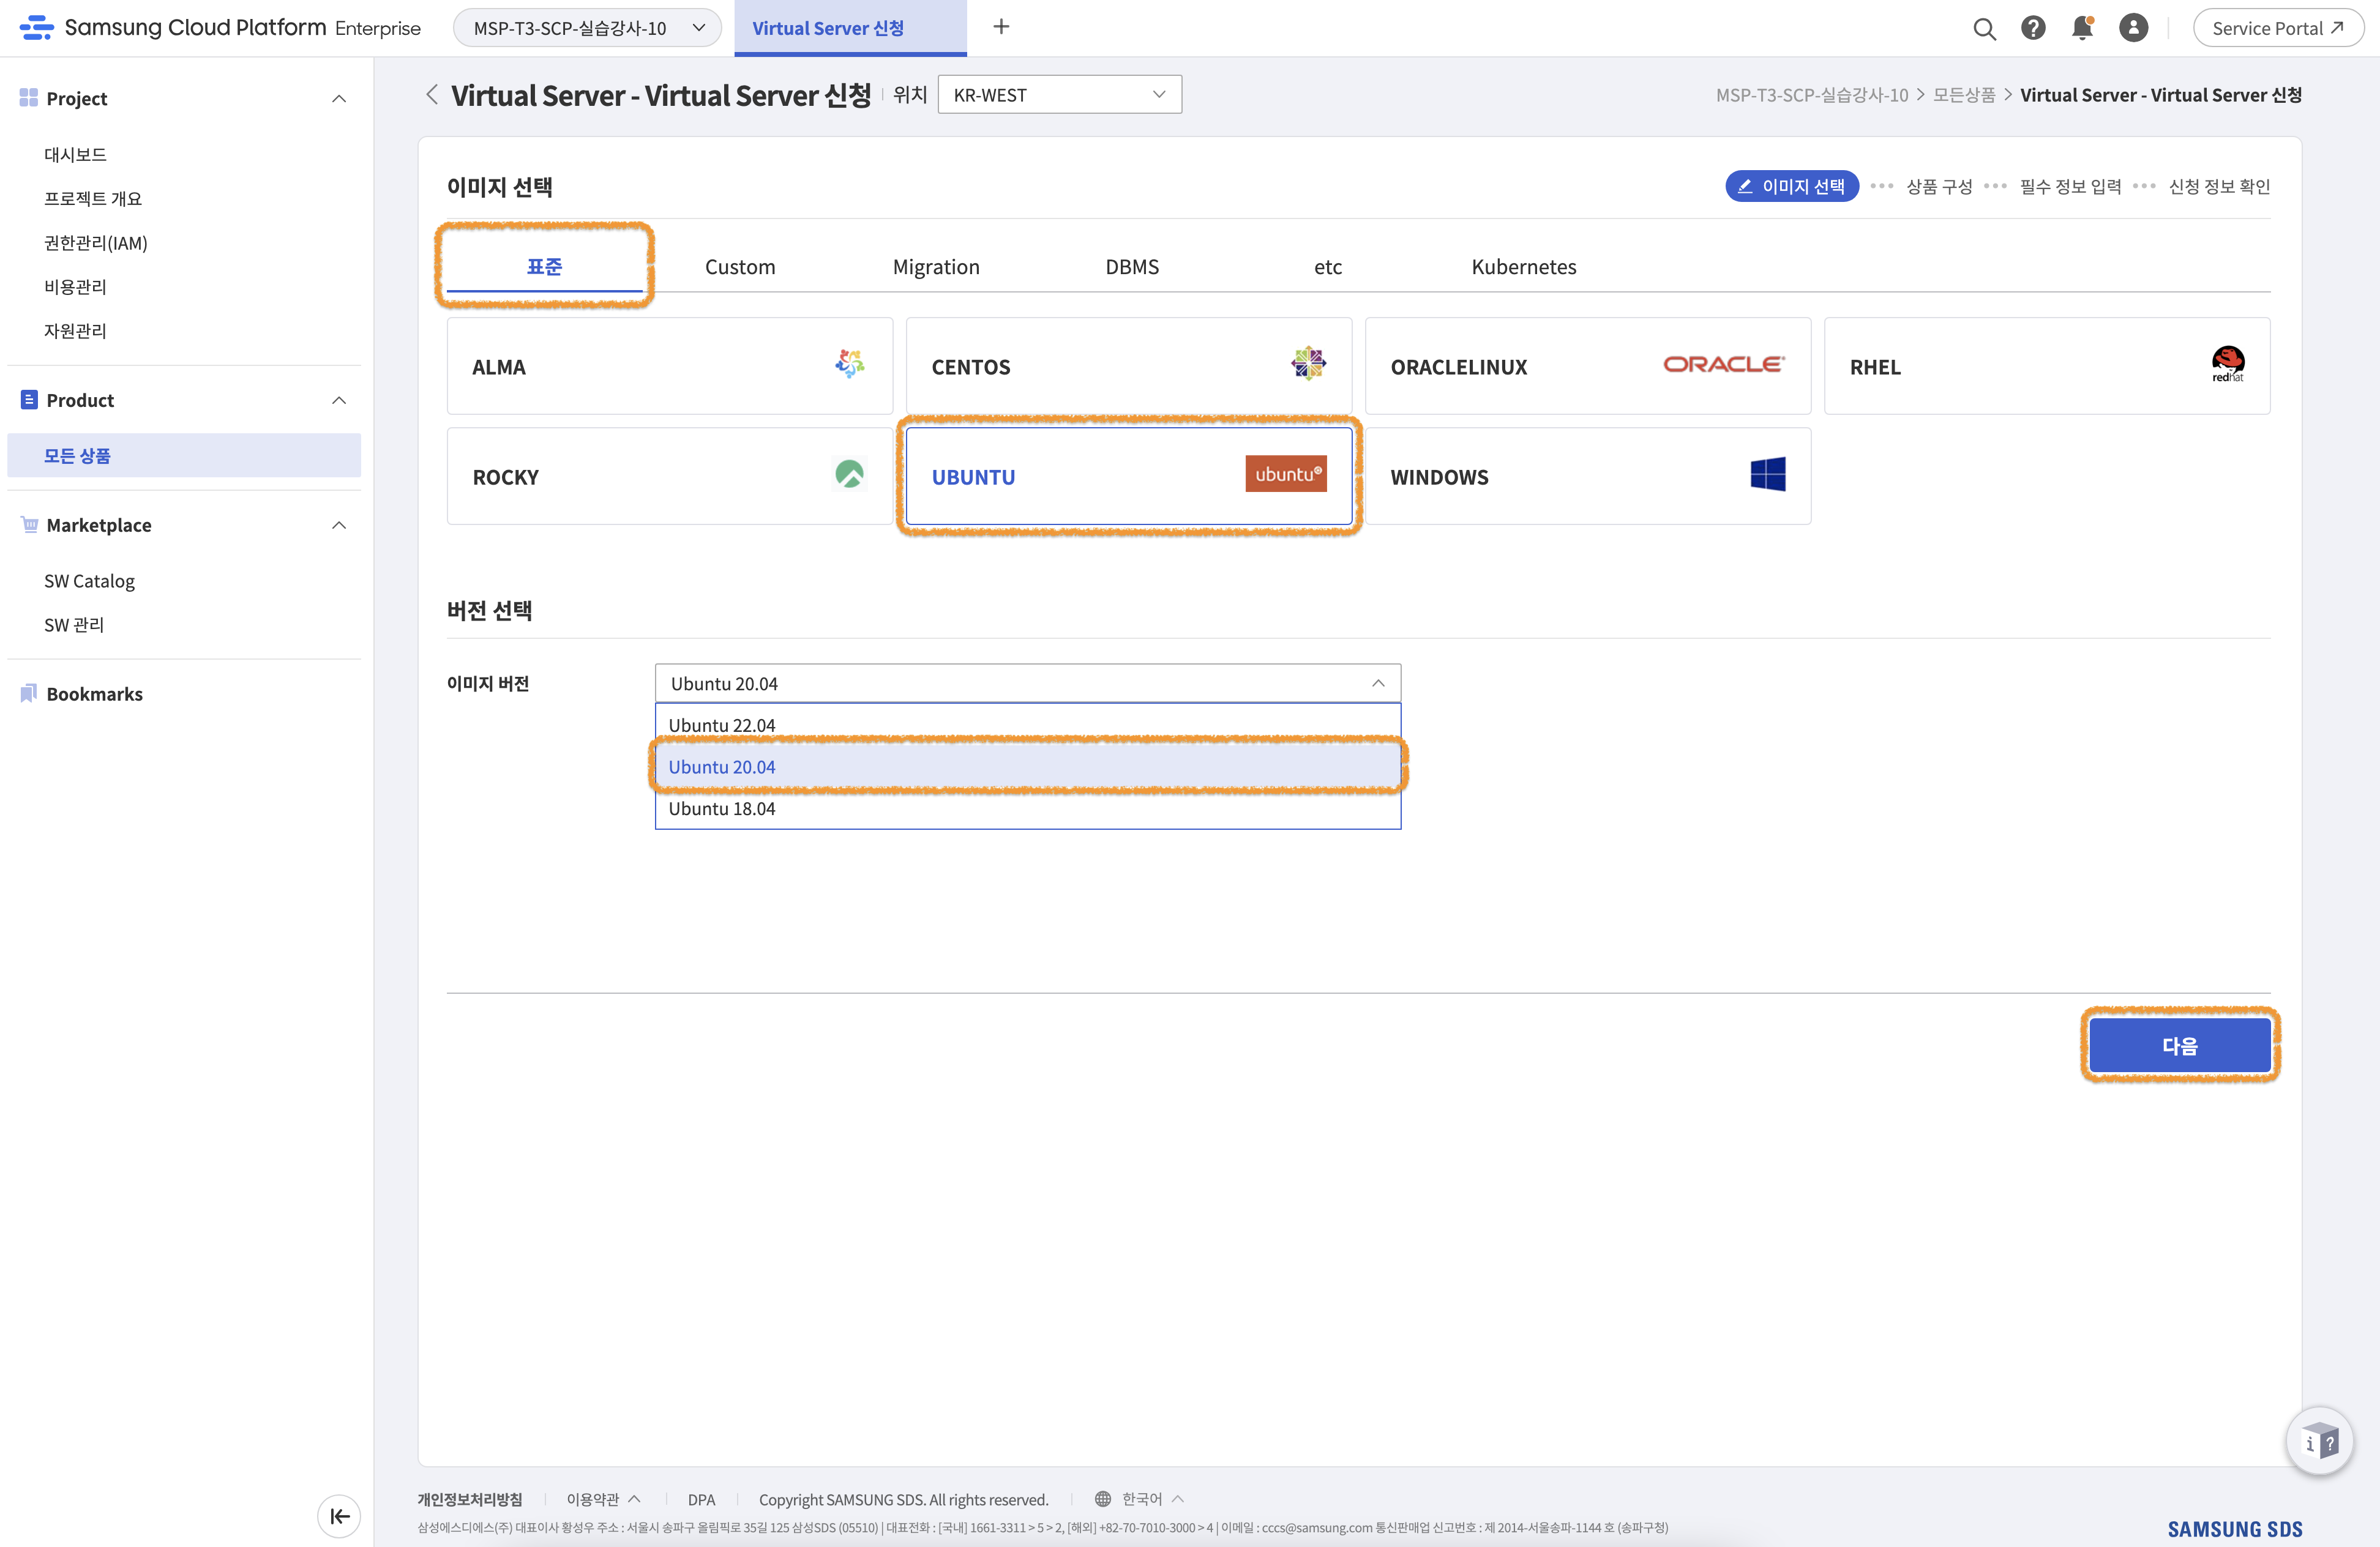 Samsung Cloud Platform Enterprise
MSP-T3-SCP-실습강사-10
Virtual Server 신청
Service Portal
Project
대시보드
프로젝트 개요
권한관리(IAM)
비용관리
자원관리
Product
모든 상품
Marketplace
SW Catalog
SW 관리
Bookmarks
Virtual Server - Virtual Server 신청
위치
KR-WEST
MSP-T3-SCP-실습강사-10 > 모든상품 > Virtual Server - Virtual Server 신청
이미지 선택
이미지 선택 ••• 상품 구성 ••• 필수 정보 입력 ••• 신청 정보 확인
표준 Custom Migration DBMS etc Kubernetes
ALMA
CENTOS
ORACLELINUX
ORACLE
RHEL
redhat
ROCKY
UBUNTU
ubuntu®
WINDOWS
버전 선택
이미지 버전
Ubuntu 20.04
Ubuntu 22.04
Ubuntu 20.04
Ubuntu 18.04
다음
i ?
개인정보처리방침 이용약관 DPA Copyright SAMSUNG SDS. All rights reserved. 한국어
삼성에스디에스(주) 대표이사 황성우 주소 : 서울시 송파구 올림픽로 35길 125 삼성SDS (05510) | 대표전화 : [국내] 1661-3311 > 5 > 2, [해외] +82-70-7010-3000 > 4 | 이메일 : cccs@samsung.com 통신판매업 신고번호 : 제 2014-서울송파-1144 호 (송파구청)
SAMSUNG SDS